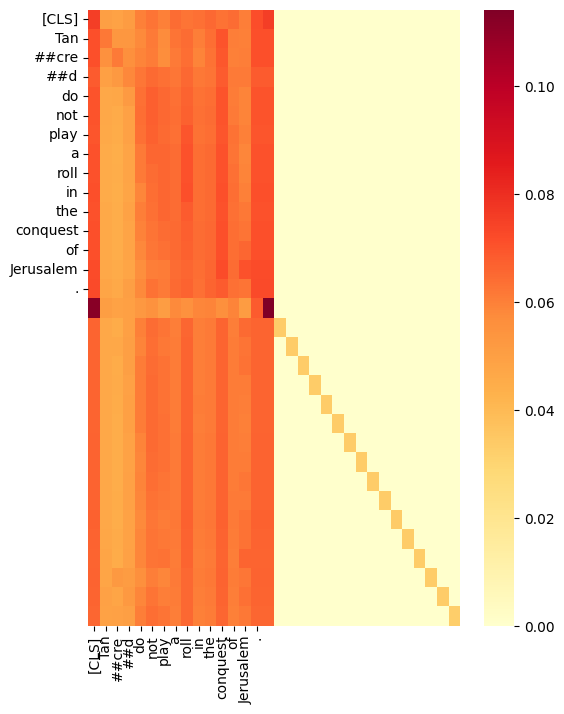 [CLS]
Tan
##cre
##d
do
not
play
a
roll
in
the
conquest
of
Jerusalem
.
0.10
0.08
0.06
0.04
0.02
0.00
[CLS]
Tan
##cre
##d
do
not
play
a
roll
in
the
conquest
of
Jerusalem
.